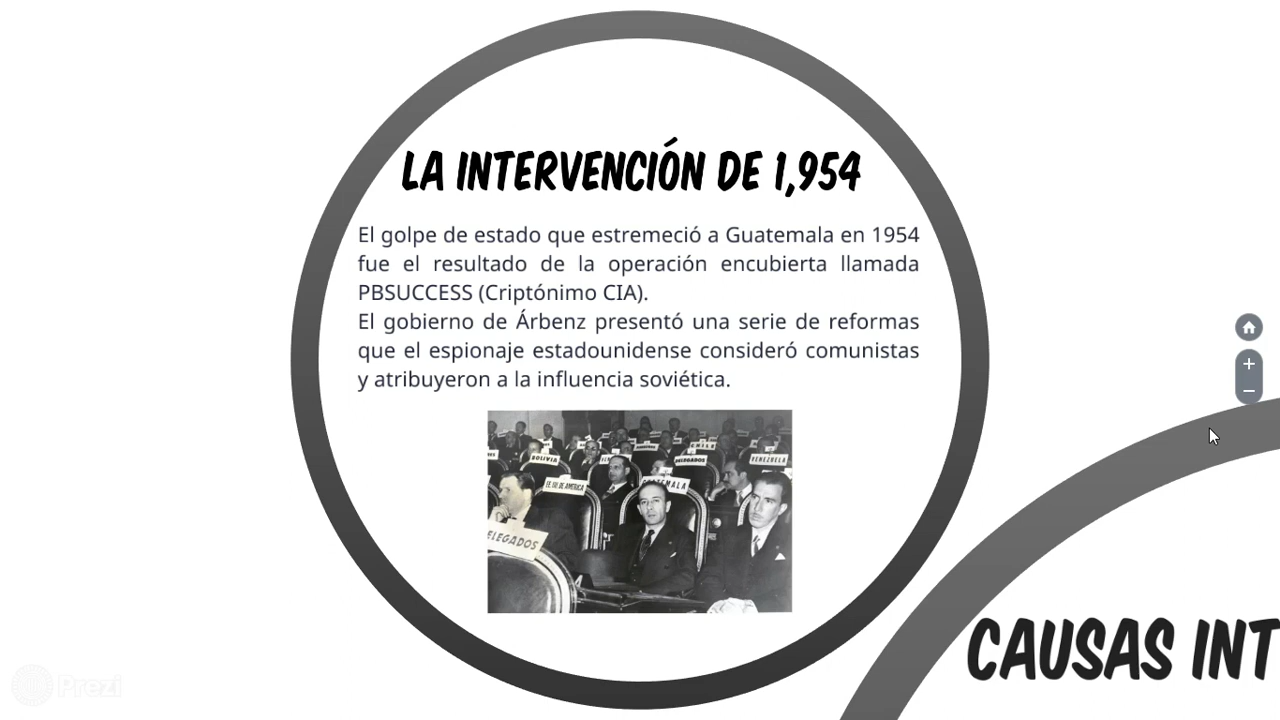 LA INTERVENCIÓN DE 1,954
El golpe de estado que estremeció a Guatemala en 1954
fue el resultado de la operación encubierta llamada
PBSUCCESS (Criptónimo CIA).
El gobierno de Árbenz presentó una serie de reformas
que el espionaje estadounidense consideró comunistas
y atribuyeron a la influencia soviética.
BOLIVIA
DELEGADOS
VENEZUELA
EE.UU. DE AMERICA
ELEGADOS
CAUSAS INT
Prezi